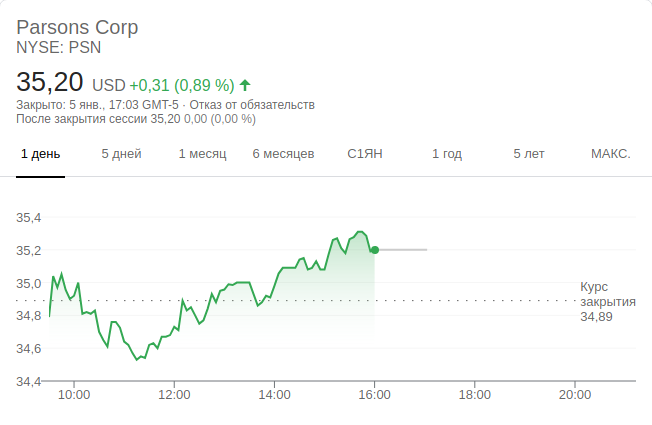 Parsons Corp
NYSE: PSN
35,20 USD +0,31 (0,89 %)
Закрыто: 5 янв., 17:03 GMT-5 · Отказ от обязательств
После закрытия сессии 35,20 0,00 (0,00 %)
1 день 5 дней 1 месяц 6 месяцев С1ЯН 1 год 5 лет МАКС.
35,4
35,2
35,0
34,8
34,6
34,4
Курс
закрытия
34,89
10:00 12:00 14:00 16:00 18:00 20:00